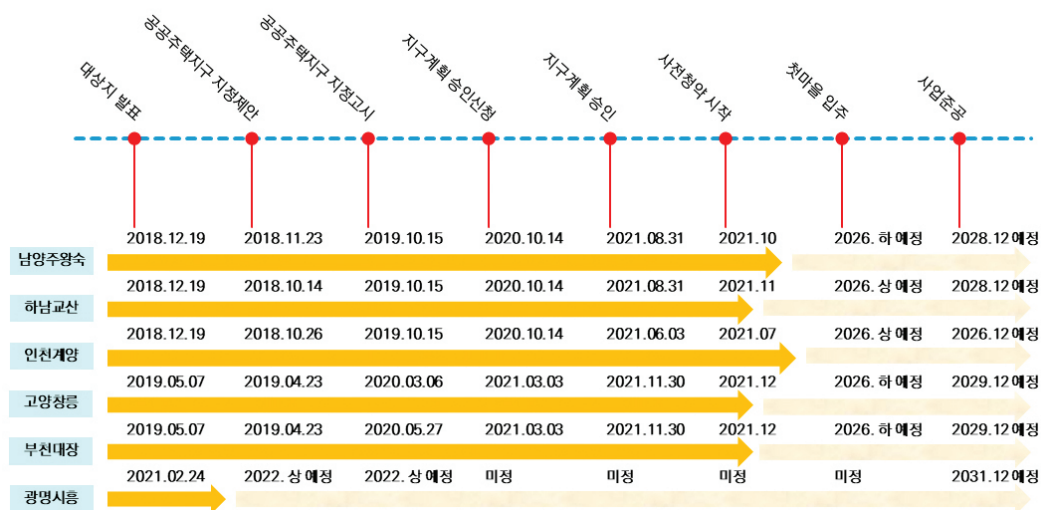 대상지 발표
공공주택지구 지정제안
공공주택지구 지정고시
지구계획 승인신청
지구계획 승인
사전청약 시작
첫마을 입주
사업준공
2018.12.19 2018.11.23 2019.10.15 2020.10.14 2021.08.31 2021.10 2026. 하 예정 2028.12 예정
남양주왕숙
2018.12.19 2018.10.14 2019.10.15 2020.10.14 2021.08.31 2021.11 2026. 상 예정 2028.12 예정
하남교산
2018.12.19 2018.10.26 2019.10.15 2020.10.14 2021.06.03 2021.07 2026. 상 예정 2026.12 예정
인천계양
2019.05.07 2019.04.23 2020.03.06 2021.03.03 2021.11.30 2021.12 2026. 하 예정 2029.12 예정
고양창릉
2019.05.07 2019.04.23 2020.05.27 2021.03.03 2021.11.30 2021.12 2026. 하 예정 2029.12 예정
부천대장
2021.02.24 2022. 상 예정 2022. 상 예정 미정 미정 미정 미정 2031.12 예정
광명시흥